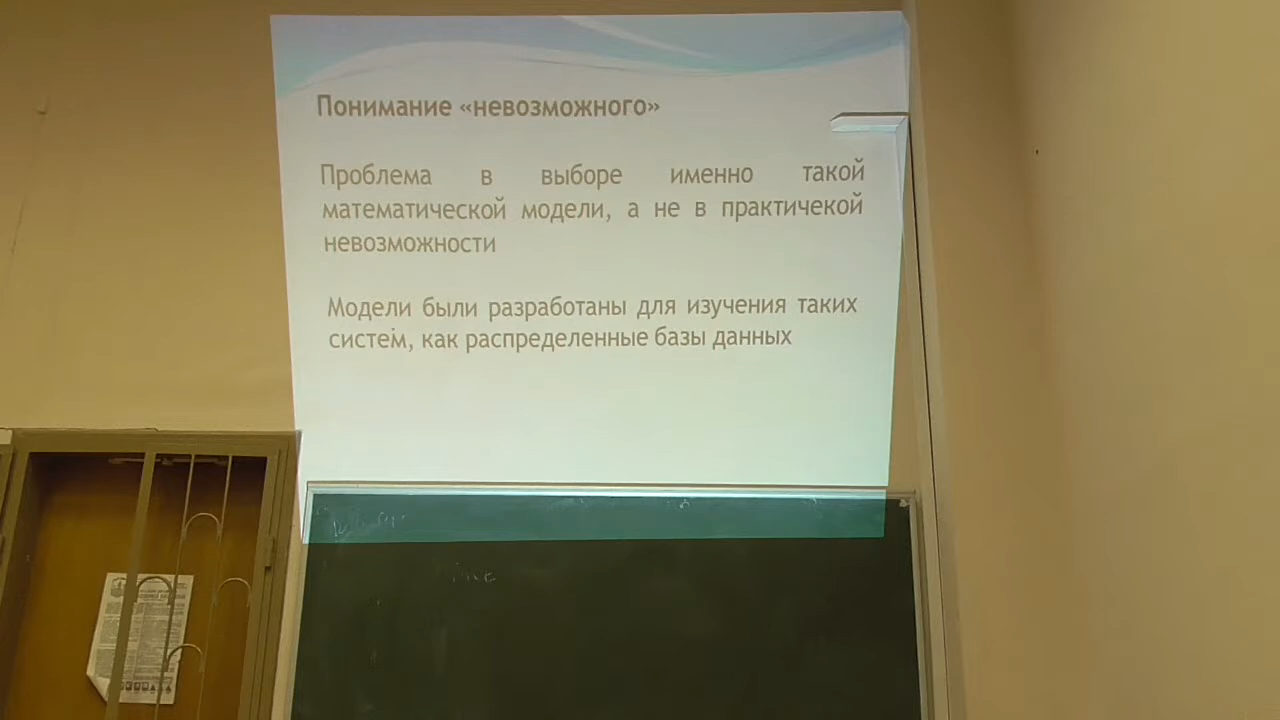 Понимание «невозможного»
Проблема в выборе именно такой
математической модели, а не в практичекой
невозможности
Модели были разработаны для изучения таких
систем, как распределенные базы данных